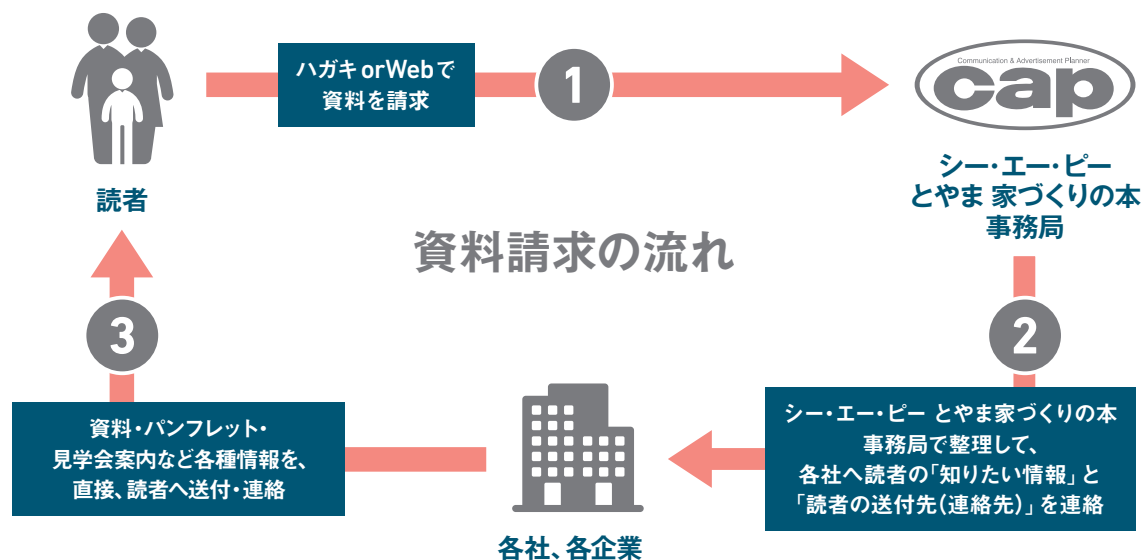 ハガキorWebで
資料を請求
1
Communication & Advertisement Planner
cap
読者
シー・エー・ピー
とやま 家づくりの本
事務局
資料請求の流れ
2
シー・エー・ピー とやま家づくりの本
事務局で整理して、
各社へ読者の「知りたい情報」と
「読者の送付先(連絡先)」を連絡
各社、各企業
3
資料・パンフレット・
見学会案内など各種情報を、
直接、読者へ送付・連絡